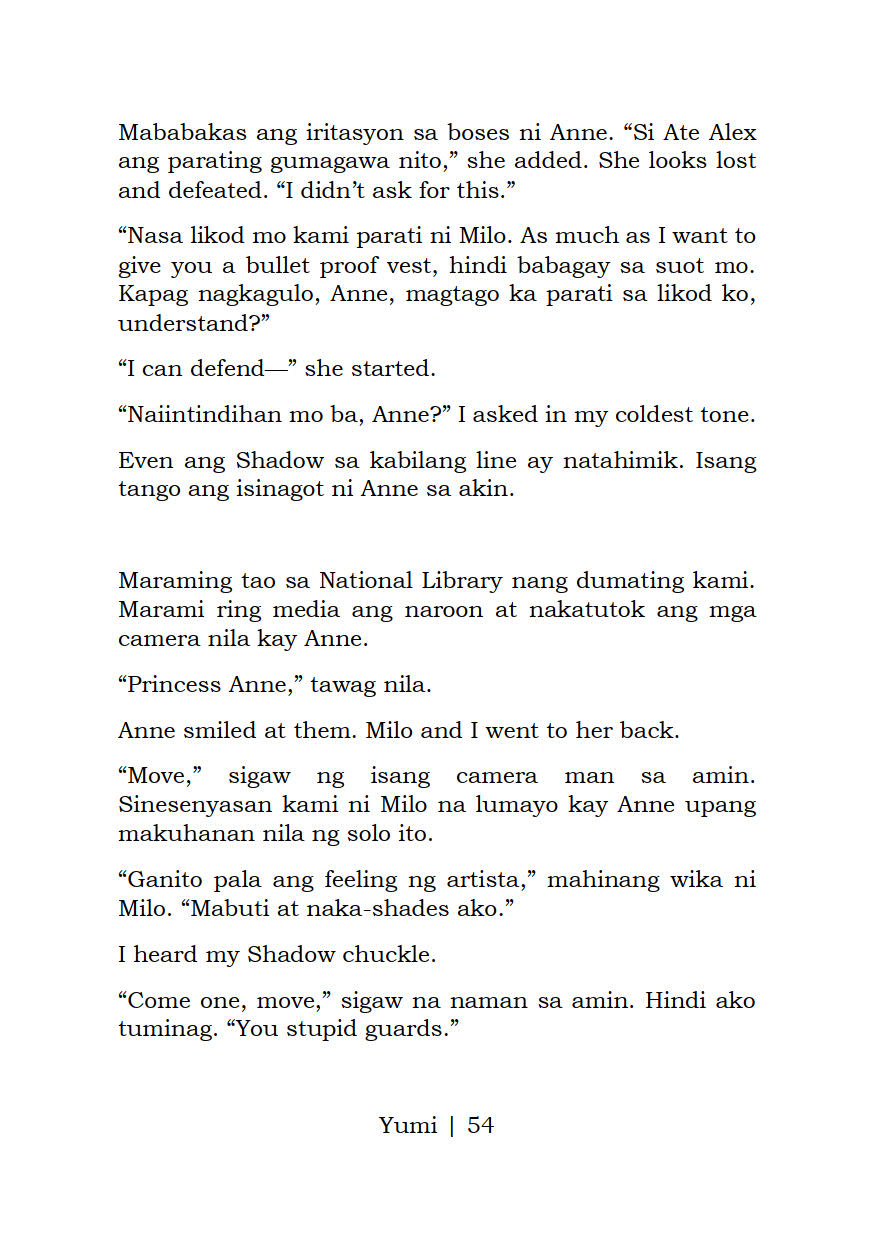 Mababakas ang iritasyon sa boses ni Anne. “Si Ate Alex
ang parating gumagawa nito,” she added. She looks lost
and defeated. “I didn’t ask for this.”
“Nasa likod mo kami parati ni Milo. As much as I want to
give you a bullet proof vest, hindi babagay sa suot mo.
Kapag nagkagulo, Anne, magtago ka parati sa likod ko,
understand?”
“I can defend—” she started.
“Naiintindihan mo ba, Anne?” I asked in my coldest tone.
Even ang Shadow sa kabilang line ay natahimik. Isang
tango ang isinagot ni Anne sa akin.
Maraming tao sa National Library nang dumating kami.
Marami ring media ang naroon at nakatutok ang mga
camera nila kay Anne.
“Princess Anne,” tawag nila.
Anne smiled at them. Milo and I went to her back.
“Move,” sigaw ng isang camera man sa amin.
Sinesenyasan kami ni Milo na lumayo kay Anne upang
makuhanan nila ng solo ito.
“Ganito pala ang feeling ng artista,” mahinang wika ni
Milo. “Mabuti at naka-shades ako.”
I heard my Shadow chuckle.
“Come one, move,” sigaw na naman sa amin. Hindi ako
tuminag. “You stupid guards.”
Yumi | 54